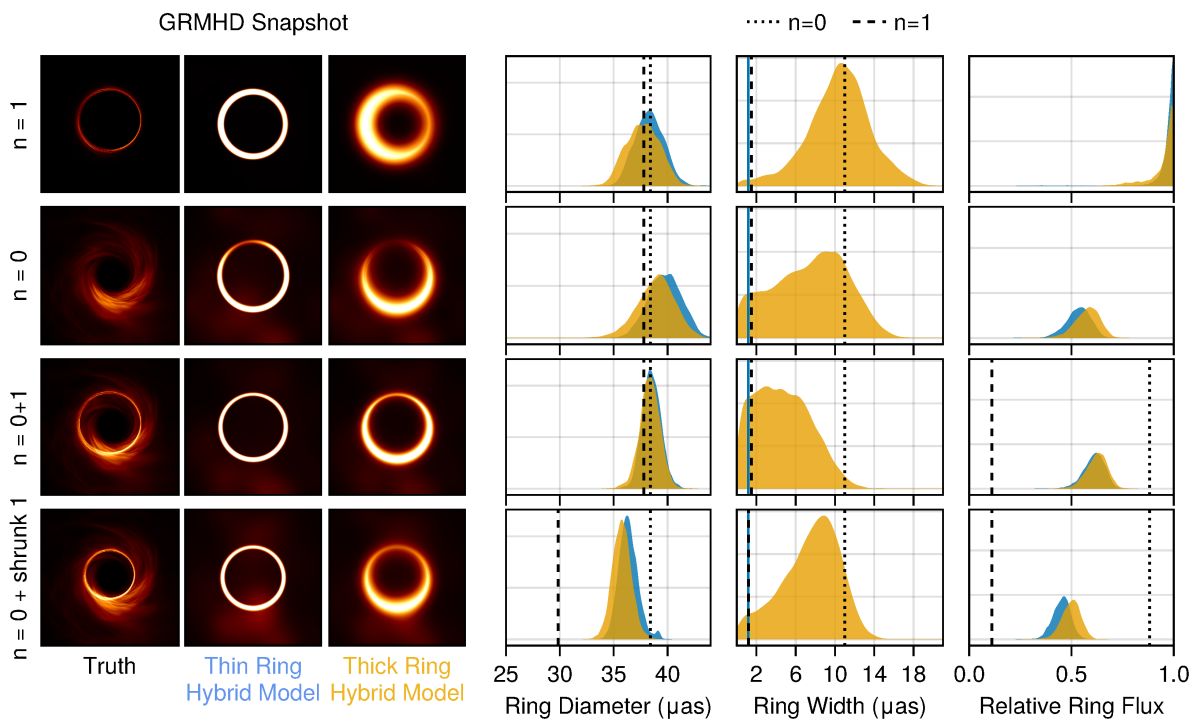 GRMHD Snapshot
n=0
n=1
n = 1
n = 0
n = 0+1
n = 0 + shrunk 1
Truth
Thin Ring
Hybrid Model
Thick Ring
Hybrid Model
25 30 35 40
Ring Diameter (μas)
2 6 10 14 18
Ring Width (μas)
0.0 0.5 1.0
Relative Ring Flux